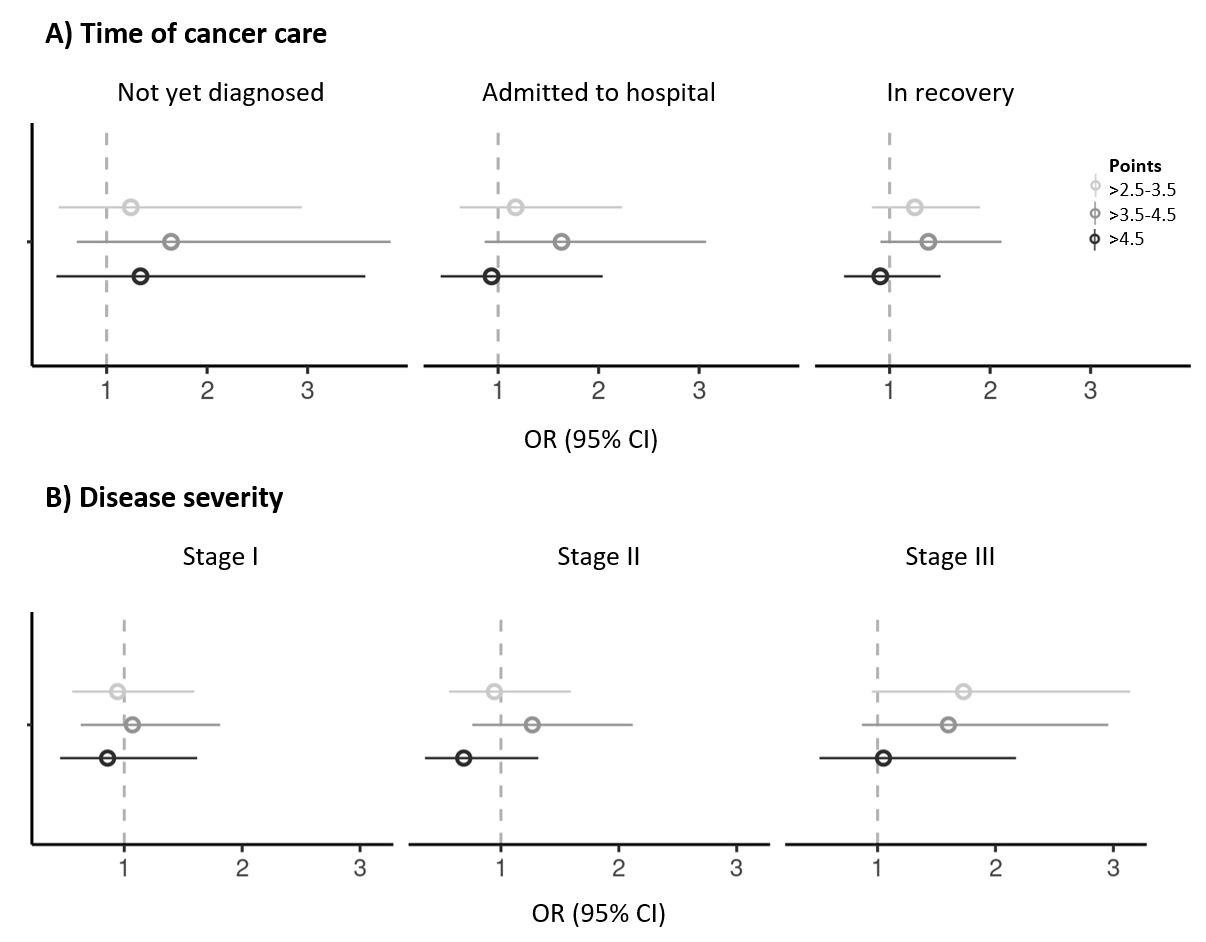 A) Time of cancer care
Not yet diagnosed Admitted to hospital In recovery
Points
>2.5-3.5
>3.5-4.5
>4.5
1 2 3 1 2 3 1 2 3
OR (95% CI)
B) Disease severity
Stage I Stage II Stage III
1 2 3 1 2 3 1 2 3
OR (95% CI)